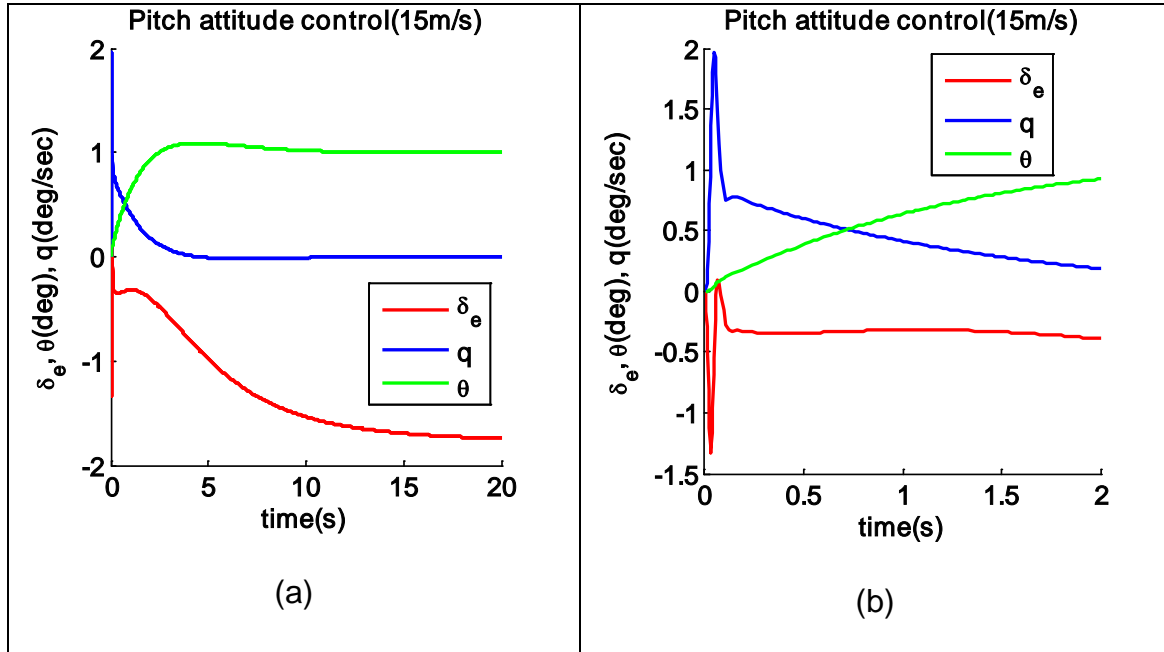 Pitch attitude control(15m/s)
δe, θ(deg), q(deg/sec)
2
1
0
-1
-2
δe
q
θ
0
5
10
15
20
time(s)
(a)
Pitch attitude control(15m/s)
δe, θ(deg), q(deg/sec)
2
1.5
1
0.5
0
-0.5
-1
-1.5
δe
q
θ
0
0.5
1
1.5
2
time(s)
(b)